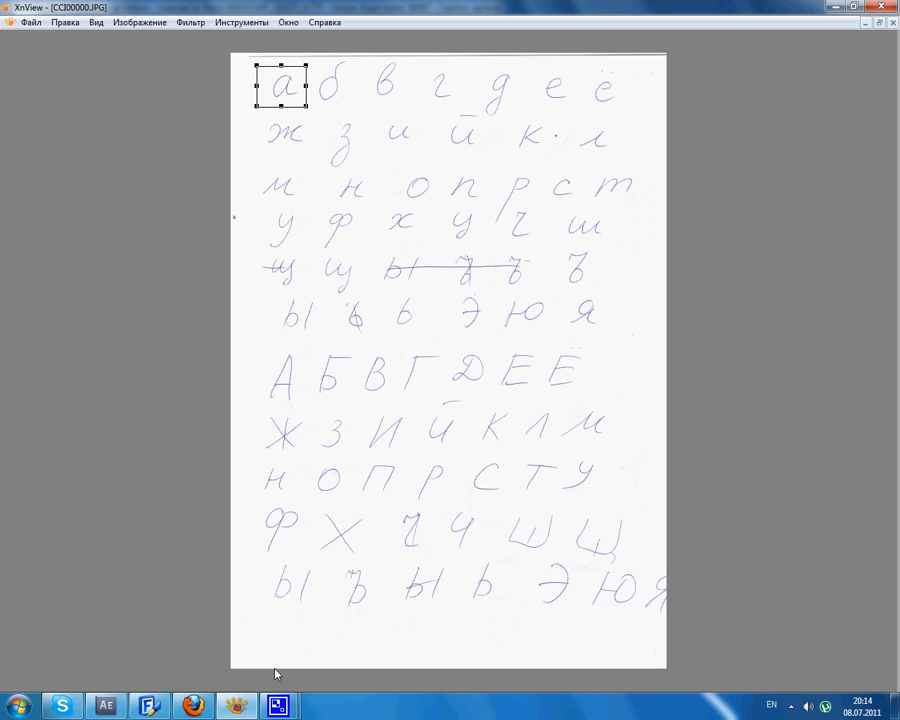 XnView - [CCI00000.JPG]
Файл Правка Вид Изображение Фильтр Инструменты Окно Справка
а б в г д е ё
ж з и й к л
м н о п р с т
у ф х ц ч ш
щ щ ы ъ ъ ъ
ы ь ь э ю я
А Б В Г Д Е Ё
Ж З И Й К Л М
Н О П Р С Т У
Ф Х Ц Ч Ш Щ
Ы Ъ Ы Ь Э Ю Я
EN 20:14
08.07.2011